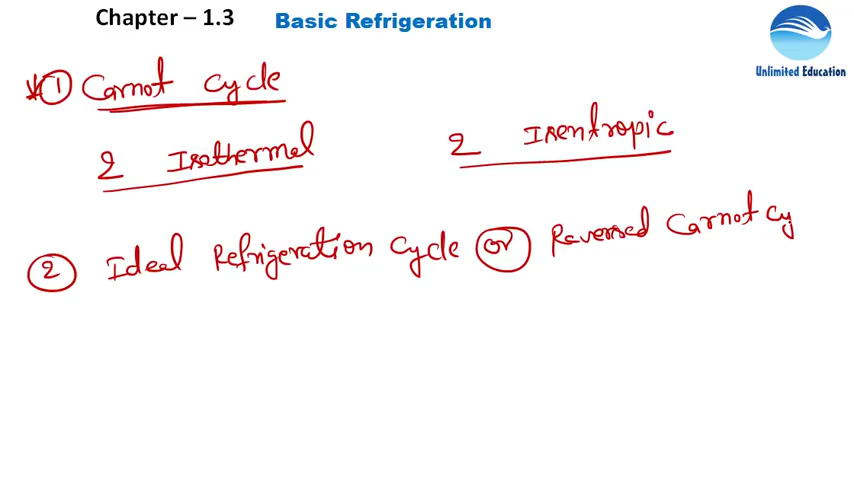 Chapter – 1.3 Basic Refrigeration
Unlimited Education
① Carnot Cycle
2 Isothermal 2 Isentropic
② Ideal Refrigeration Cycle or Reversed Carnot Cy